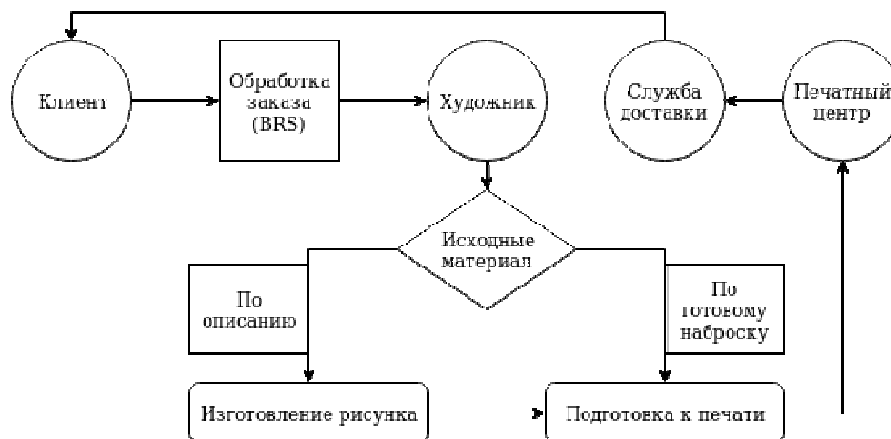 Клиент
Обработка
заказа
(BRS)
Художник
Служба
доставки
Печатный
центр
Исходные
материал
По
описанию
По
готовому
наброску
Изготовление рисунка
Подготовка к печати